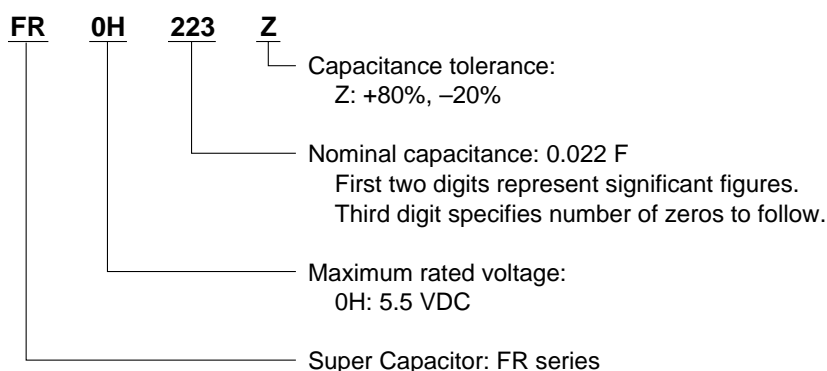 FR 0H 223 Z
Capacitance tolerance:
Z: +80%, –20%
Nominal capacitance: 0.022 F
First two digits represent significant figures.
Third digit specifies number of zeros to follow.
Maximum rated voltage:
0H: 5.5 VDC
Super Capacitor: FR series